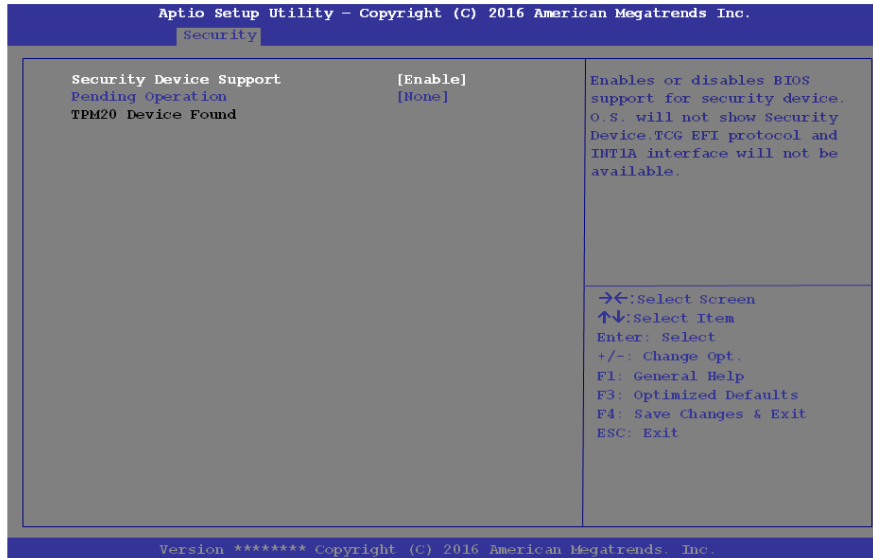 Aptio Setup Utility – Copyright (C) 2016 American Megatrends Inc.
Security
Security Device Support [Enable]
Pending Operation [None]
TPM20 Device Found
Enables or disables BIOS
support for security device.
O.S. will not show Security
Device.TCG EFI protocol and
INT1A interface will not be
available.
→←:Select Screen
↑↓:Select Item
Enter: Select
+/-: Change Opt.
F1: General Help
F3: Optimized Defaults
F4: Save Changes & Exit
ESC: Exit
Version ******** Copyright (C) 2016 American Megatrends. Inc.